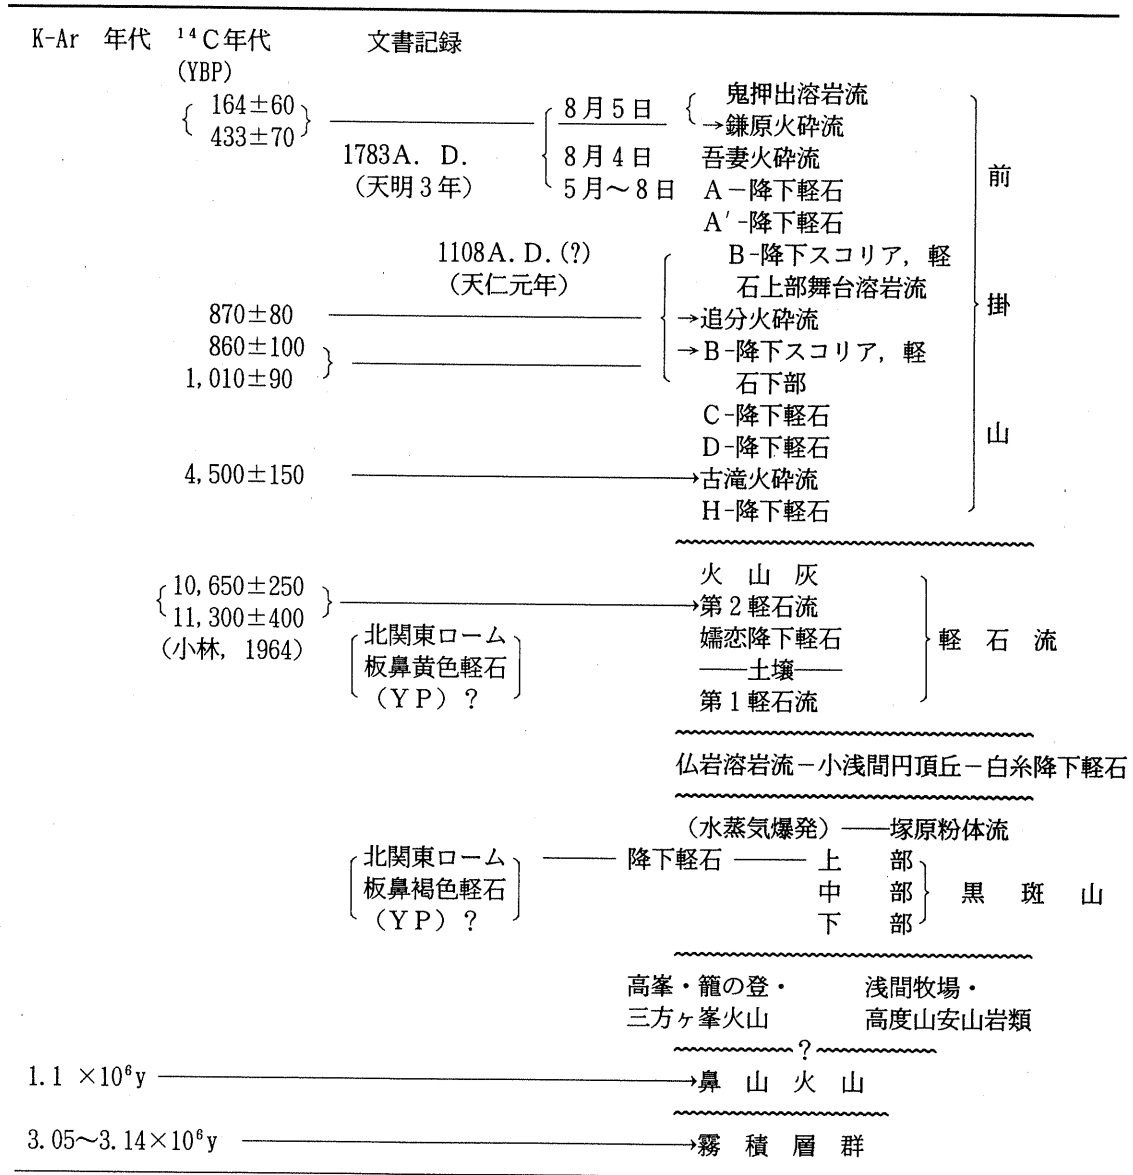 K-Ar 年代 ¹⁴C年代 文書記録
(YBP)
鬼押出溶岩流
164±60 8月5日
433±70 →鎌原火砕流
1783A. D. 8月4日 吾妻火砕流 前
(天明3年) 5月〜8日 A－降下軽石
A′-降下軽石
1108A. D. (?) B-降下スコリア，軽
(天仁元年) 石上部舞台溶岩流
870±80 →追分火砕流 掛
860±100 →B-降下スコリア，軽
1,010±90 石下部
C-降下軽石
D-降下軽石 山
4,500±150 →古滝火砕流
H-降下軽石
火山灰
10,650±250
11,300±400 →第2軽石流
(小林，1964) 北関東ローム 嬬恋降下軽石 軽石流
板鼻黄色軽石 ──土壌──
(YP) ? 第1軽石流
仏岩溶岩流－小浅間円頂丘－白糸降下軽石
(水蒸気爆発)──塚原粉体流
北関東ローム ── 降下軽石 ── 上部
板鼻褐色軽石 中部 黒斑山
(YP) ? 下部
高峯・籠の登・ 浅間牧場・
三方ヶ峯火山 高度山安山岩類
?
1.1 ×10⁶y →鼻山火山
3.05〜3.14×10⁶y →霧積層群